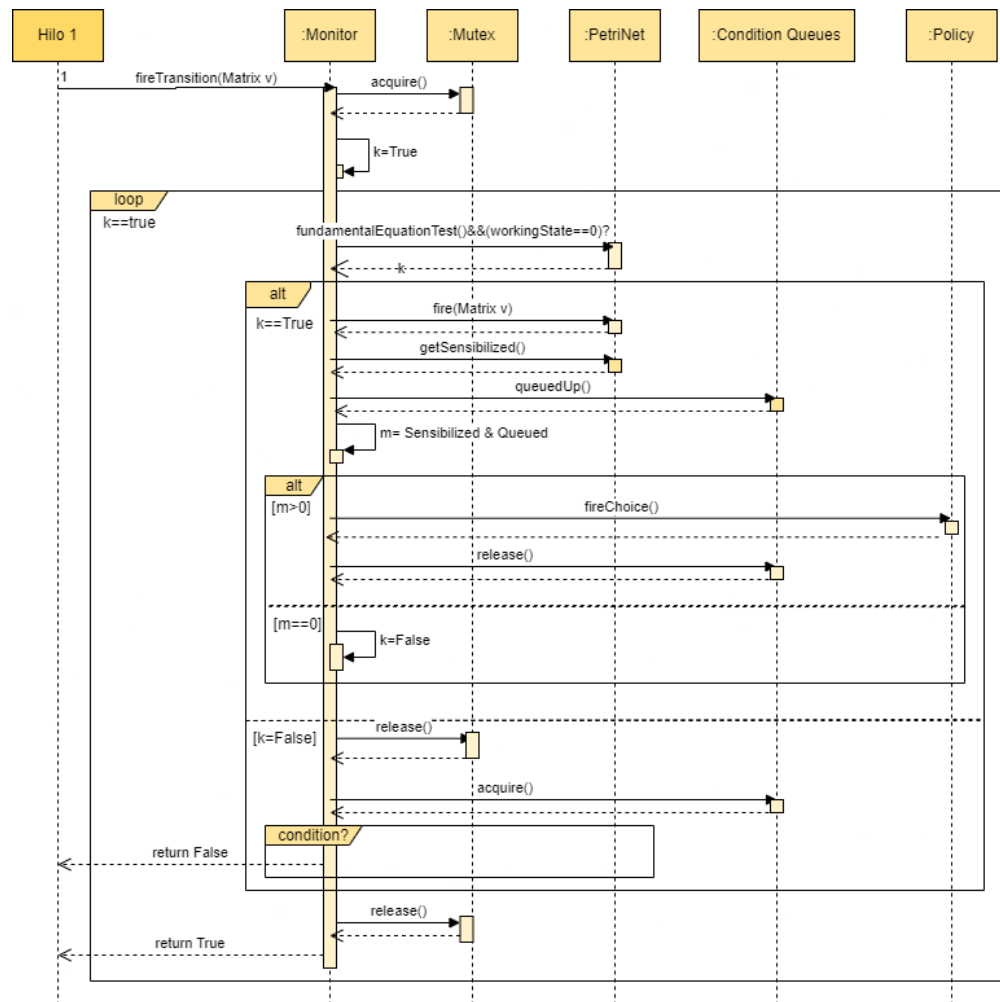 Hilo 1
:Monitor
:Mutex
:PetriNet
:Condition Queues
:Policy
1
fireTransition(Matrix v)
acquire()
k=True
loop
k==true
fundamentalEquationTest()&&(workingState==0)?
k
alt
k==True
fire(Matrix v)
getSensibilized()
queuedUp()
m= Sensibilized & Queued
alt
[m>0]
fireChoice()
release()
[m==0]
k=False
[k=False]
release()
acquire()
condition?
return False
release()
return True